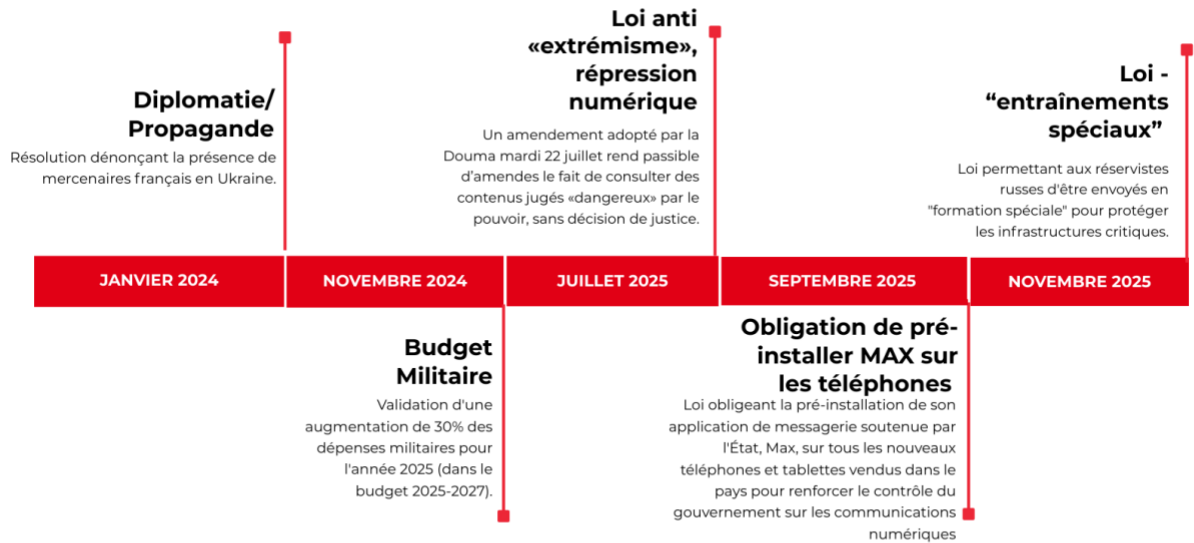 Diplomatie/
Propagande
Résolution dénonçant la présence de
mercenaires français en Ukraine.
Loi anti
«extrémisme»,
répression
numérique
Un amendement adopté par la
Douma mardi 22 juillet rend passible
d'amendes le fait de consulter des
contenus jugés «dangereux» par le
pouvoir, sans décision de justice.
Loi -
“entraînements
spéciaux”
Loi permettant aux réservistes
russes d'être envoyés en
"formation spéciale" pour protéger
les infrastructures critiques.
JANVIER 2024
NOVEMBRE 2024
JUILLET 2025
SEPTEMBRE 2025
NOVEMBRE 2025
Budget
Militaire
Validation d'une
augmentation de 30% des
dépenses militaires pour
l'année 2025 (dans le
budget 2025-2027).
Obligation de pré-
installer MAX sur
les téléphones
Loi obligeant la pré-installation de son
application de messagerie soutenue par
l'État, Max, sur tous les nouveaux
téléphones et tablettes vendus dans le
pays pour renforcer le contrôle du
gouvernement sur les communications
numériques